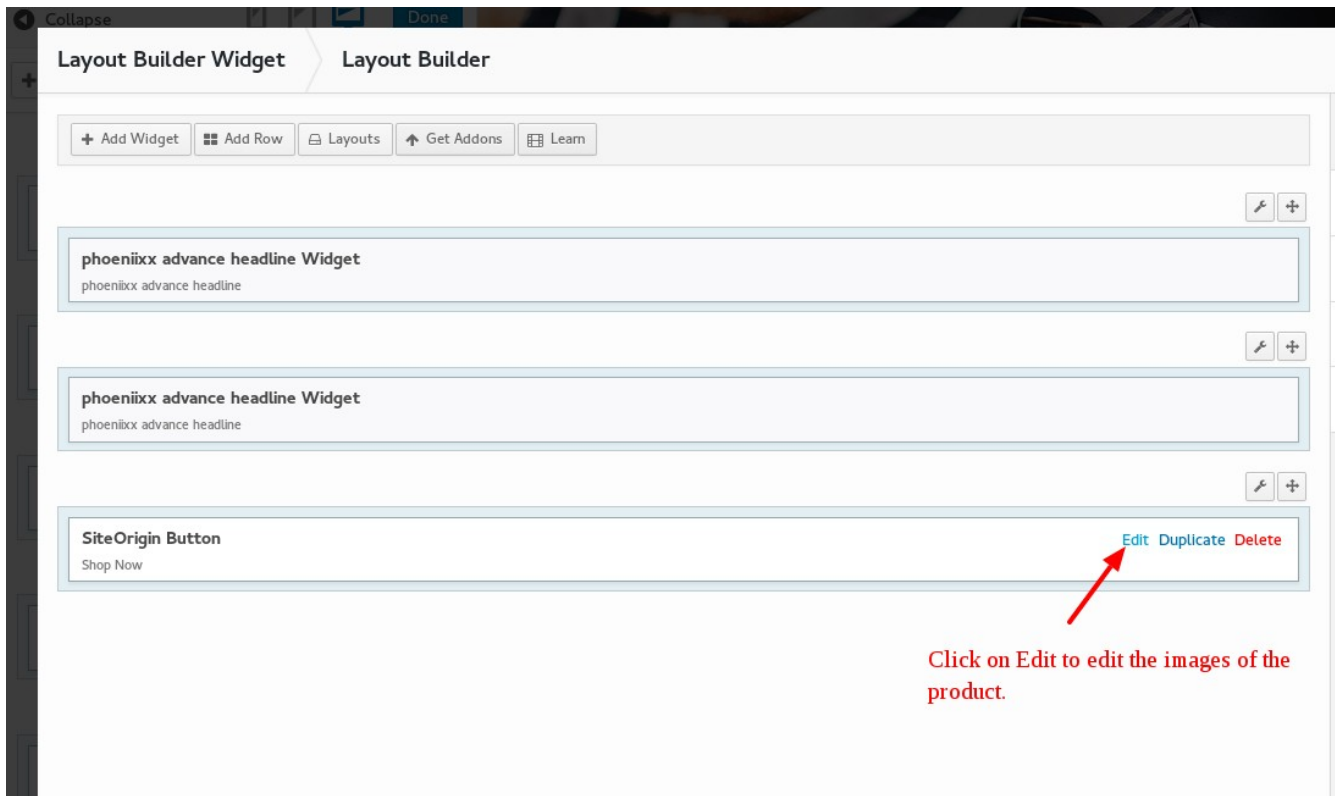 Collapse
Done
Layout Builder Widget
Layout Builder
Add Widget
Add Row
Layouts
Get Addons
Learn
phoeniixx advance headline Widget
phoeniixx advance headline
phoeniixx advance headline Widget
phoeniixx advance headline
SiteOrigin Button
Edit Duplicate Delete
Shop Now
Click on Edit to edit the images of the
product.